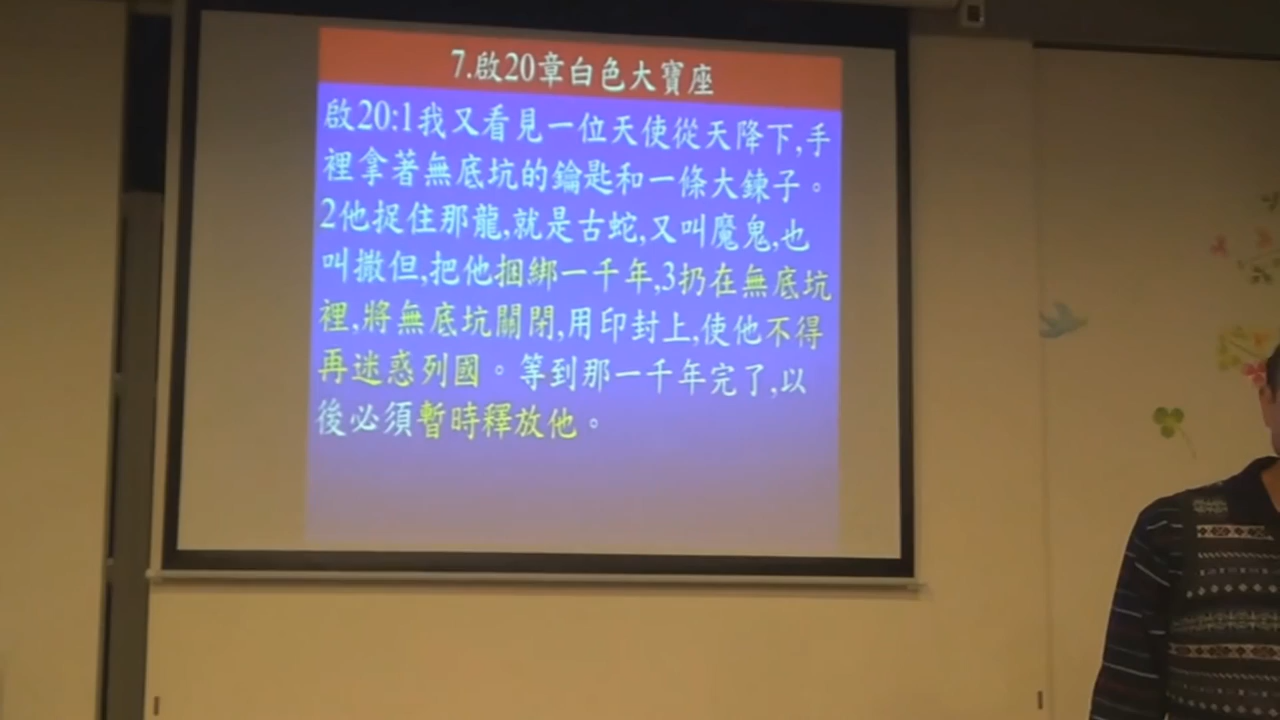 7.啟20章白色大寶座
啟20:1我又看見一位天使從天降下,手
裡拿著無底坑的鑰匙和一條大鍊子。
2他捉住那龍,就是古蛇,又叫魔鬼,也
叫撒但,把他捆綁一千年,3扔在無底坑
裡,將無底坑關閉,用印封上,使他不得
再迷惑列國。等到那一千年完了,以
後必須暫時釋放他。